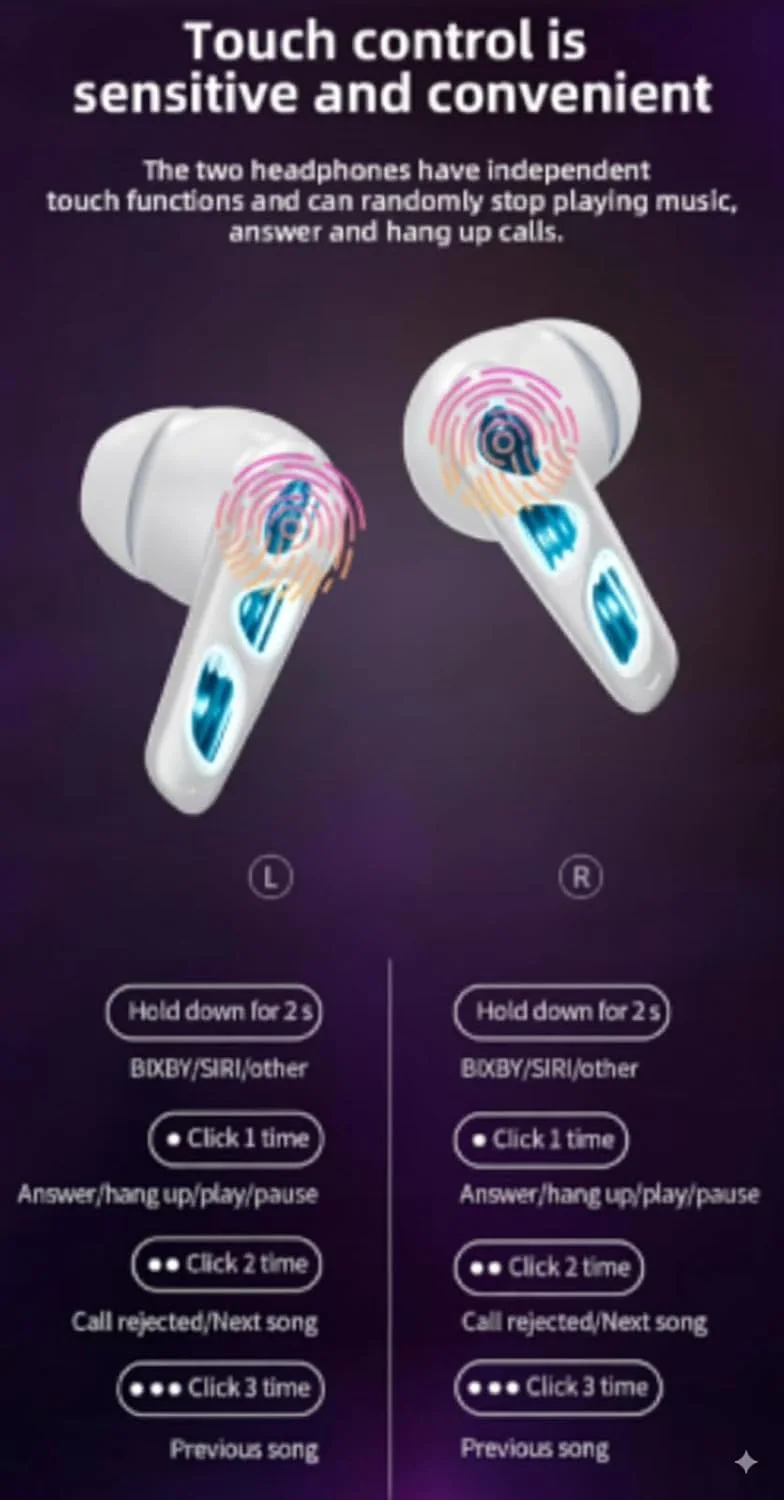 Touch control is
sensitive and convenient
The two headphones have independent
touch functions and can randomly stop playing music,
answer and hang up calls.
L
R
Hold down for 2 s
BIXBY/SIRI/other
Click 1 time
Answer/hang up/play/pause
Click 2 time
Call rejected/Next song
Click 3 time
Previous song
Hold down for 2 s
BIXBY/SIRI/other
Click 1 time
Answer/hang up/play/pause
Click 2 time
Call rejected/Next song
Click 3 time
Previous song